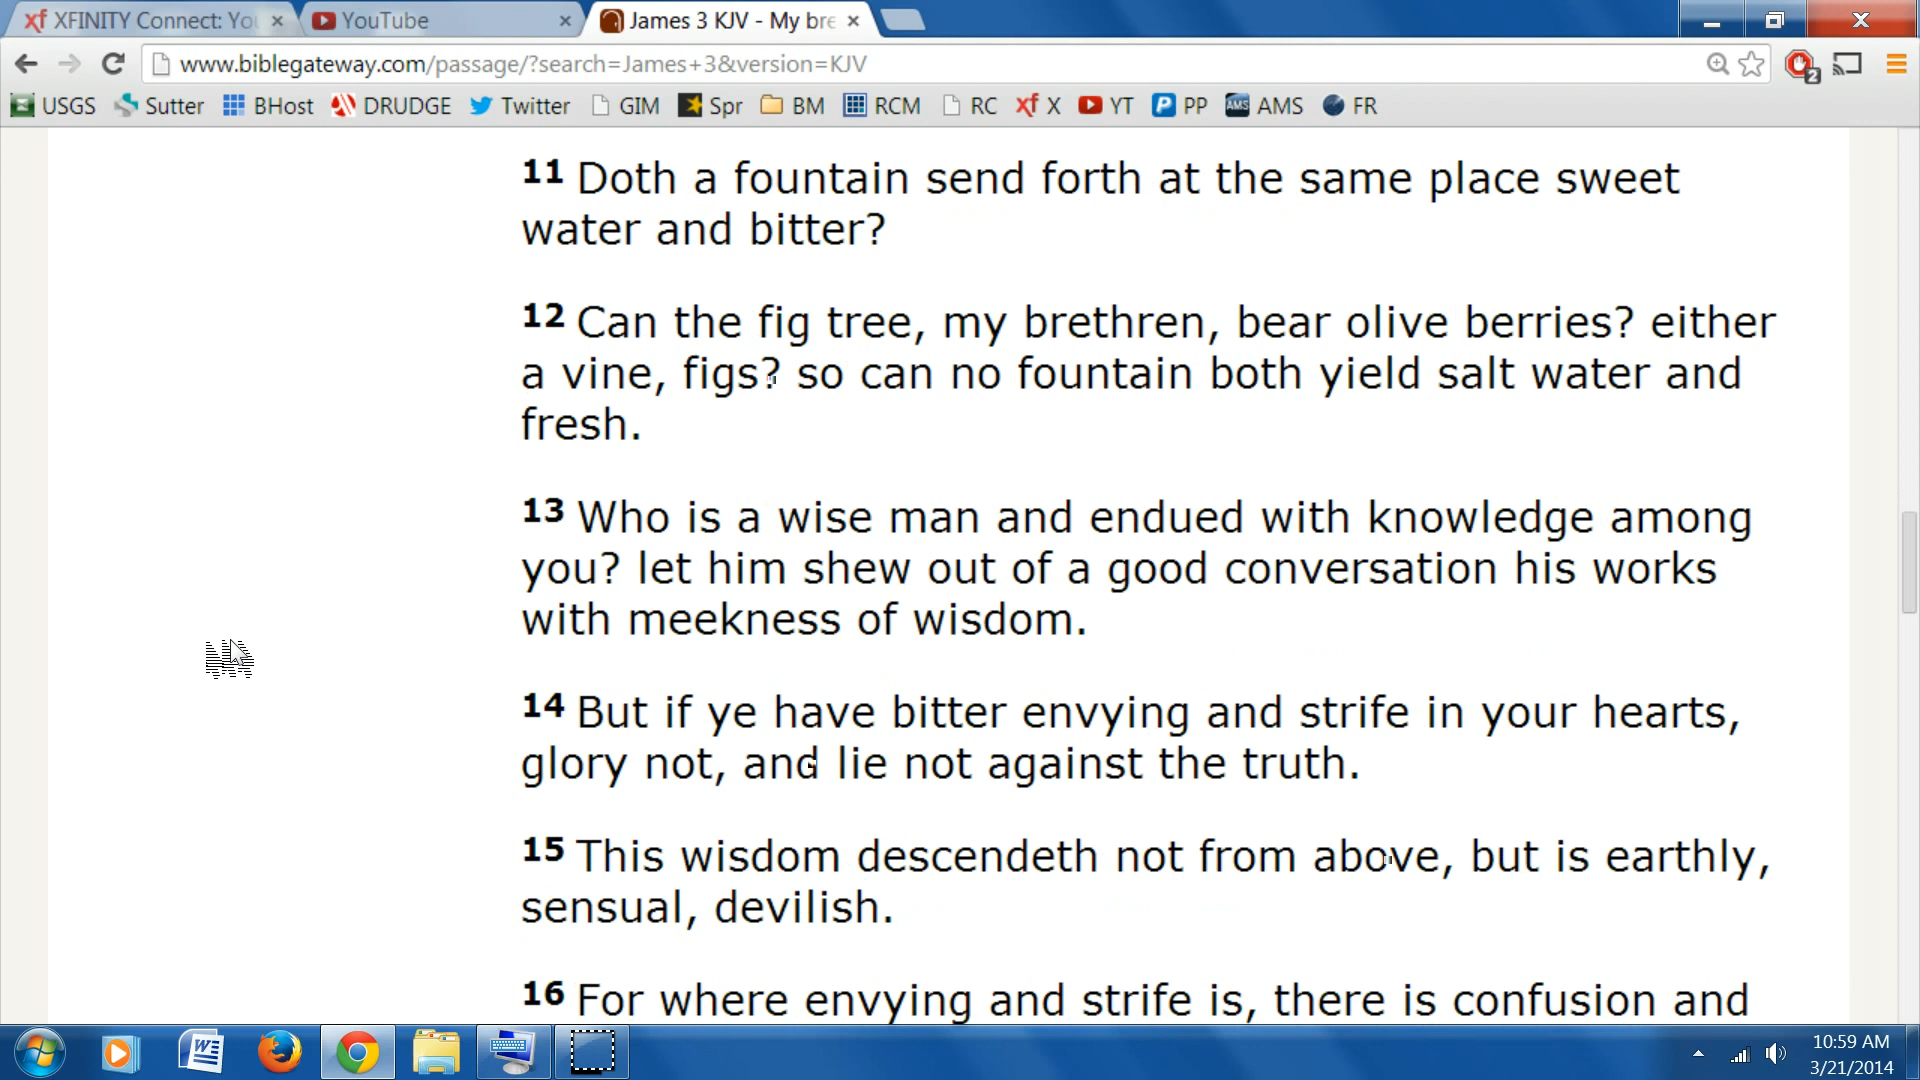 XFINITY Connect: Yo
YouTube
James 3 KJV - My bre
www.biblegateway.com/passage/?search=James+3&version=KJV
2
USGS Sutter BHost DRUDGE Twitter GIM Spr BM RCM RC xf X YT PP AMS AMS FR
11 Doth a fountain send forth at the same place sweet
water and bitter?
12 Can the fig tree, my brethren, bear olive berries? either
a vine, figs? so can no fountain both yield salt water and
fresh.
13 Who is a wise man and endued with knowledge among
you? let him shew out of a good conversation his works
with meekness of wisdom.
14 But if ye have bitter envying and strife in your hearts,
glory not, and lie not against the truth.
15 This wisdom descendeth not from above, but is earthly,
sensual, devilish.
16 For where envying and strife is, there is confusion and
10:59 AM
3/21/2014